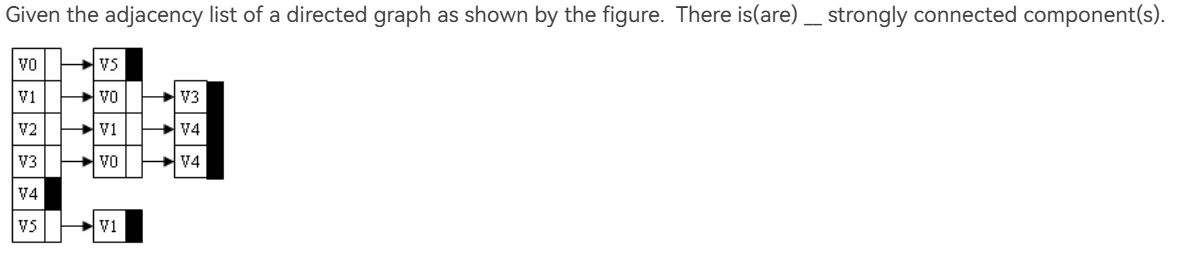 Given the adjacency list of a directed graph as shown by the figure. There is(are) __ strongly connected component(s).
V0 V5
V1 V0 V3
V2 V1 V4
V3 V0 V4
V4
V5 V1